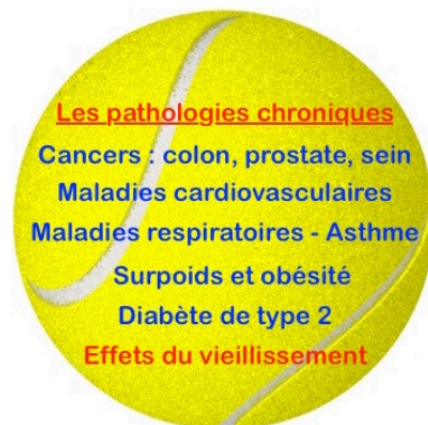 Les pathologies chroniques
Cancers : colon, prostate, sein
Maladies cardiovasculaires
Maladies respiratoires - Asthme
Surpoids et obésité
Diabète de type 2
Effets du vieillissement